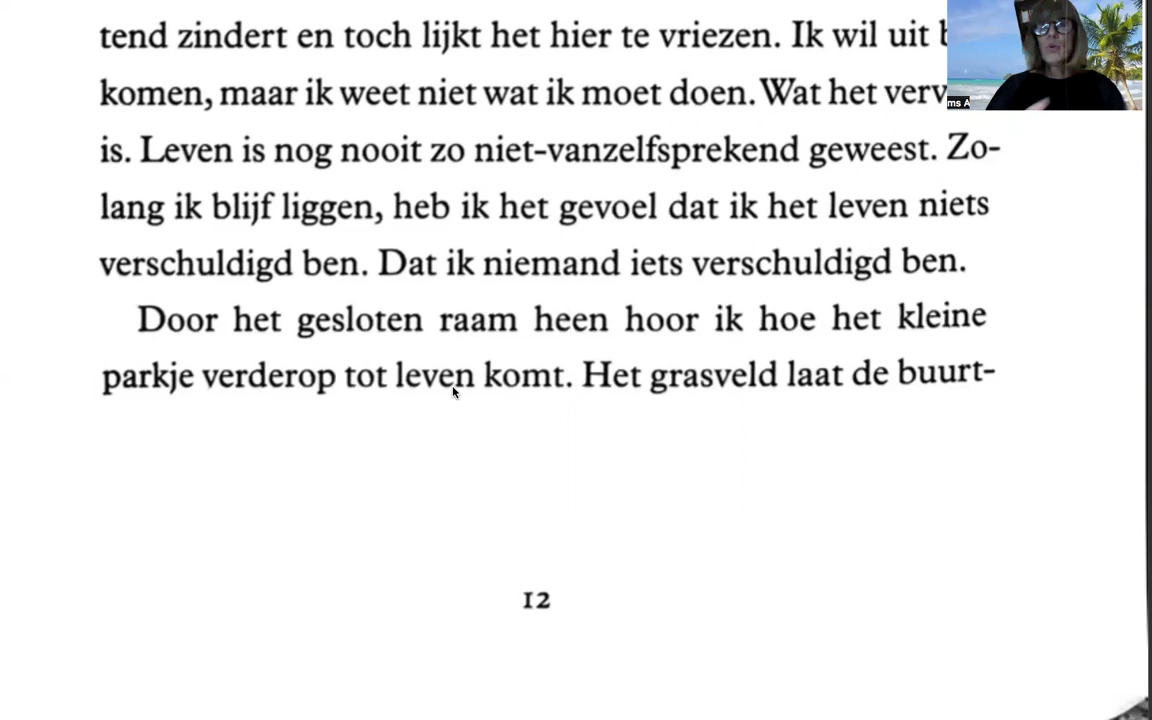 tend zindert en toch lijkt het hier te vriezen. Ik wil uit
komen, maar ik weet niet wat ik moet doen. Wat het
is. Leven is nog nooit zo niet-vanzelfsprekend geweest. Zo-
lang ik blijf liggen, heb ik het gevoel dat ik het leven niets
verschuldigd ben. Dat ik niemand iets verschuldigd ben.
Door het gesloten raam heen hoor ik hoe het kleine
parkje verderop tot leven komt. Het grasveld laat de buurt-
12
ms A